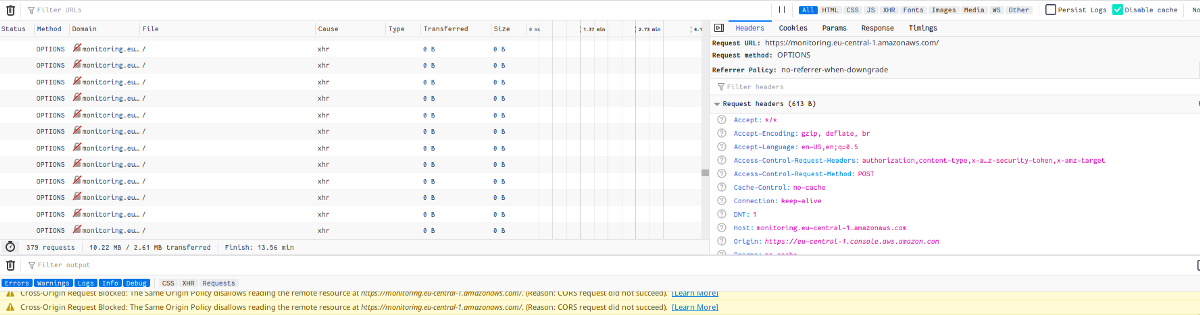 Filter URLs || All HTML CSS JS XHR Fonts Images Media WS Other Persist Logs Disable cache No
Status Method Domain File Cause Type Transferred Size 0 ms 1.37 min 2.73 min 4.1
OPTIONS monitoring.eu… / xhr 0 B 0 B
OPTIONS monitoring.eu… / xhr 0 B 0 B
OPTIONS monitoring.eu… / xhr 0 B 0 B
OPTIONS monitoring.eu… / xhr 0 B 0 B
OPTIONS monitoring.eu… / xhr 0 B 0 B
OPTIONS monitoring.eu… / xhr 0 B 0 B
OPTIONS monitoring.eu… / xhr 0 B 0 B
OPTIONS monitoring.eu… / xhr 0 B 0 B
OPTIONS monitoring.eu… / xhr 0 B 0 B
OPTIONS monitoring.eu… / xhr 0 B 0 B
OPTIONS monitoring.eu… / xhr 0 B 0 B
OPTIONS monitoring.eu… / xhr 0 B 0 B
379 requests 10.22 MB / 2.61 MB transferred Finish: 13.56 min
Headers Cookies Params Response Timings
Request URL: https://monitoring.eu-central-1.amazonaws.com/
Request method: OPTIONS
Referrer Policy: no-referrer-when-downgrade
Filter headers
Request headers (613 B)
Accept: */*
Accept-Encoding: gzip, deflate, br
Accept-Language: en-US,en;q=0.5
Access-Control-Request-Headers: authorization,content-type,x-a…z-security-token,x-amz-target
Access-Control-Request-Method: POST
Cache-Control: no-cache
Connection: keep-alive
DNT: 1
Host: monitoring.eu-central-1.amazonaws.com
Origin: https://eu-central-1.console.aws.amazon.com
Filter output
Errors Warnings Logs Info Debug CSS XHR Requests
Cross-Origin Request Blocked: The Same Origin Policy disallows reading the remote resource at https://monitoring.eu-central-1.amazonaws.com/. (Reason: CORS request did not succeed). [Learn More]
Cross-Origin Request Blocked: The Same Origin Policy disallows reading the remote resource at https://monitoring.eu-central-1.amazonaws.com/. (Reason: CORS request did not succeed). [Learn More]